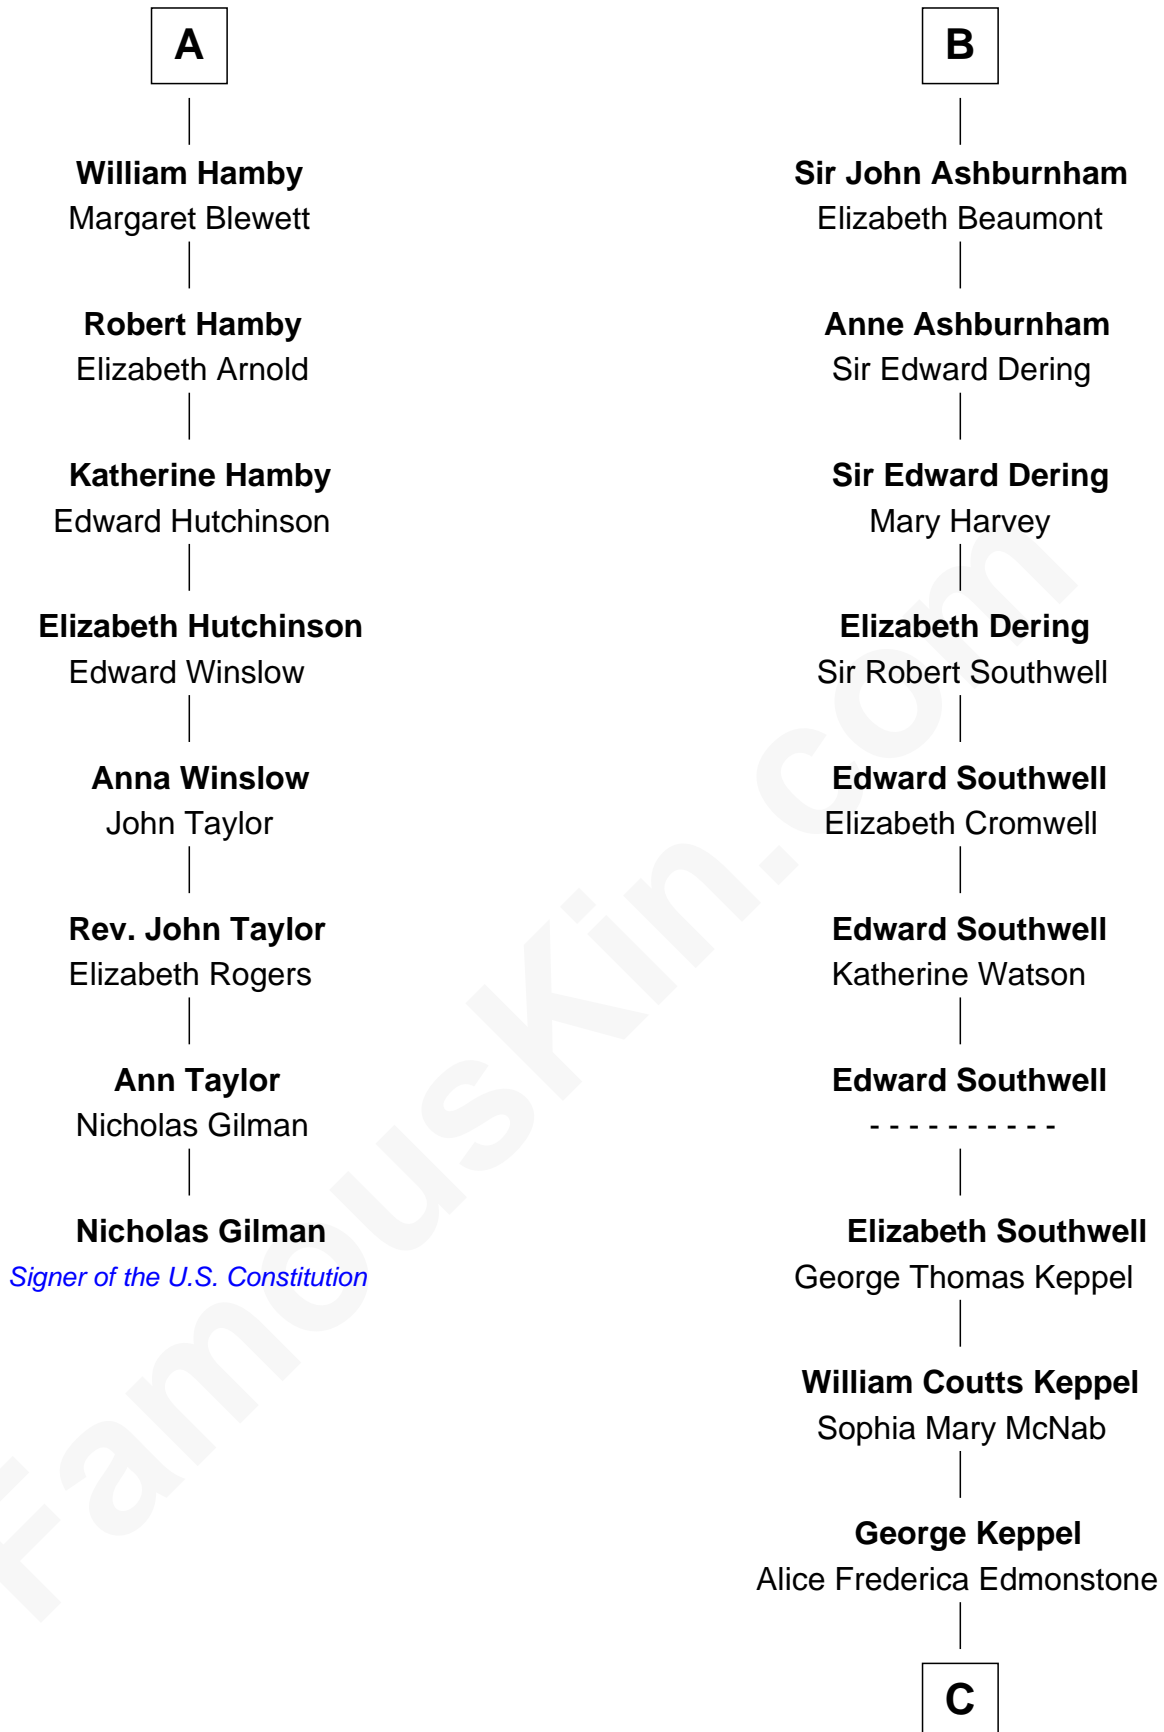 A
William Hamby
Margaret Blewett
Robert Hamby
Elizabeth Arnold
Katherine Hamby
Edward Hutchinson
Elizabeth Hutchinson
Edward Winslow
Anna Winslow
John Taylor
Rev. John Taylor
Elizabeth Rogers
Ann Taylor
Nicholas Gilman
Nicholas Gilman
Signer of the U.S. Constitution
B
Sir John Ashburnham
Elizabeth Beaumont
Anne Ashburnham
Sir Edward Dering
Sir Edward Dering
Mary Harvey
Elizabeth Dering
Sir Robert Southwell
Edward Southwell
Elizabeth Cromwell
Edward Southwell
Katherine Watson
Edward Southwell
- - - - - - - - - -
Elizabeth Southwell
George Thomas Keppel
William Coutts Keppel
Sophia Mary McNab
George Keppel
Alice Frederica Edmonstone
C
FamousKin.com